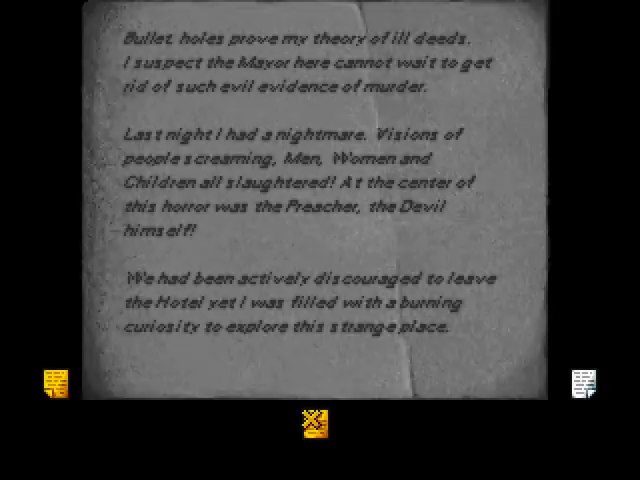 Bullet holes prove my theory of ill deeds.
I suspect the Mayor here cannot wait to get
rid of such evil evidence of murder.
Last night I had a nightmare. Visions of
people screaming, Men, Women and
Children all slaughtered! At the center of
this horror was the Preacher, the Devil
himself!
We had been actively discouraged to leave
the Hotel yet I was filled with a burning
curiosity to explore this strange place.